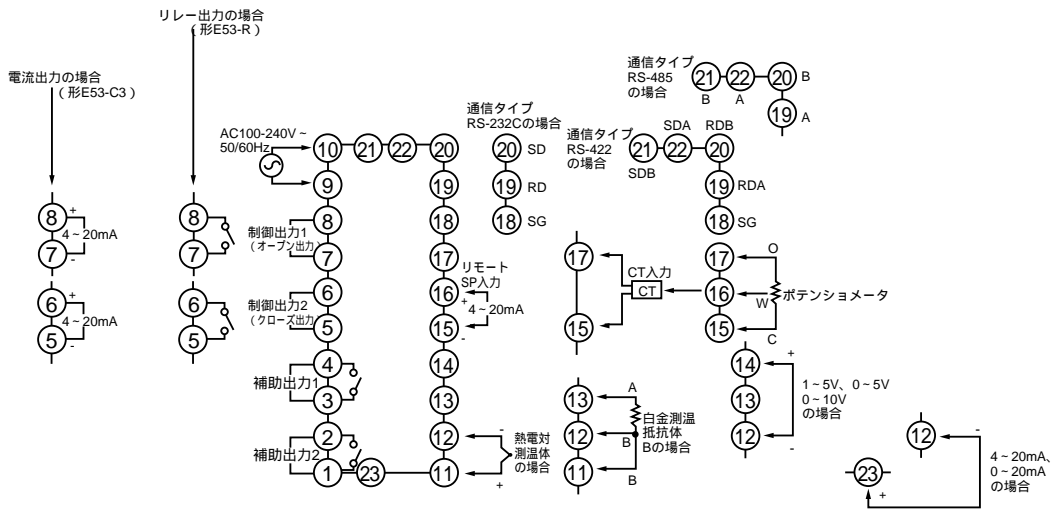 リレー出力の場合
（形E53-R）
電流出力の場合
（形E53-C3）
8
+
4～20mA
7
-
6
+
4～20mA
5
-
8
7
6
5
AC100-240V～
50/60Hz
10
21
22
20
9
19
8
制御出力1
（オープン出力）
7
18
17
6
制御出力2
（クローズ出力）
5
リモート
SP入力
16
+
4～20mA
15
-
4
補助出力1
3
14
13
2
補助出力2
1
23
12
11
-
熱電対
測温体
の場合
+
通信タイプ
RS-232Cの場合
20
SD
19
RD
18
SG
通信タイプ
RS-485
の場合
21
22
20
B
B
A
19
A
通信タイプ
RS-422
の場合
SDA
RDB
21
22
20
SDB
19
RDA
18
SG
17
CT入力
CT
15
17
O
16
W
ポテンショメータ
15
C
13
A
白金測温
抵抗体
Bの場合
12
B
11
B
14
+
1～5V、0～5V
0～10V
の場合
13
12
-
12
-
4～20mA、
0～20mA
の場合
23
+